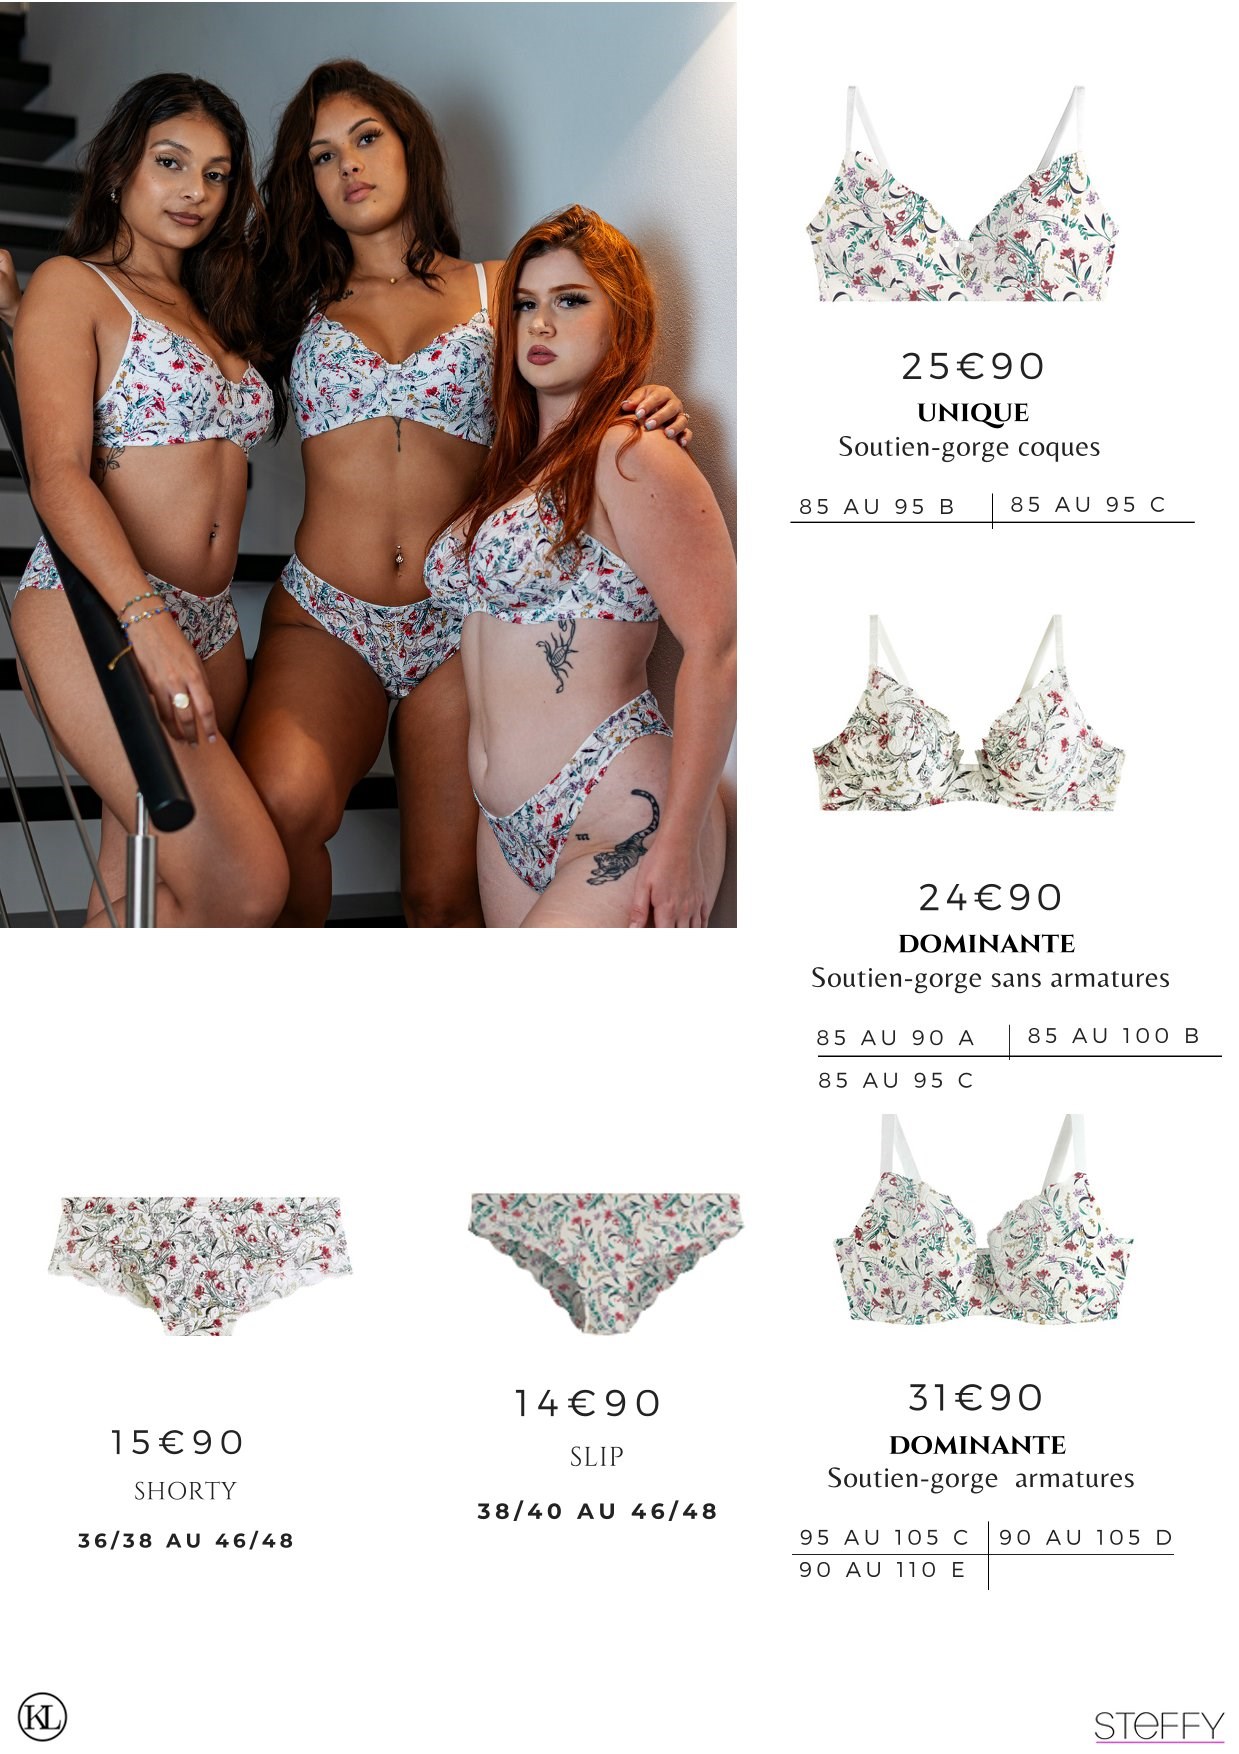 25€90
UNIQUE
Soutien-gorge coques
85 AU 95 B
85 AU 95 C
24€90
DOMINANTE
Soutien-gorge sans armatures
85 AU 90 A
85 AU 100 B
85 AU 95 C
15€90
SHORTY
36/38 AU 46/48
14€90
SLIP
38/40 AU 46/48
31€90
DOMINANTE
Soutien-gorge armatures
95 AU 105 C
90 AU 105 D
90 AU 110 E
KL
STeFFY